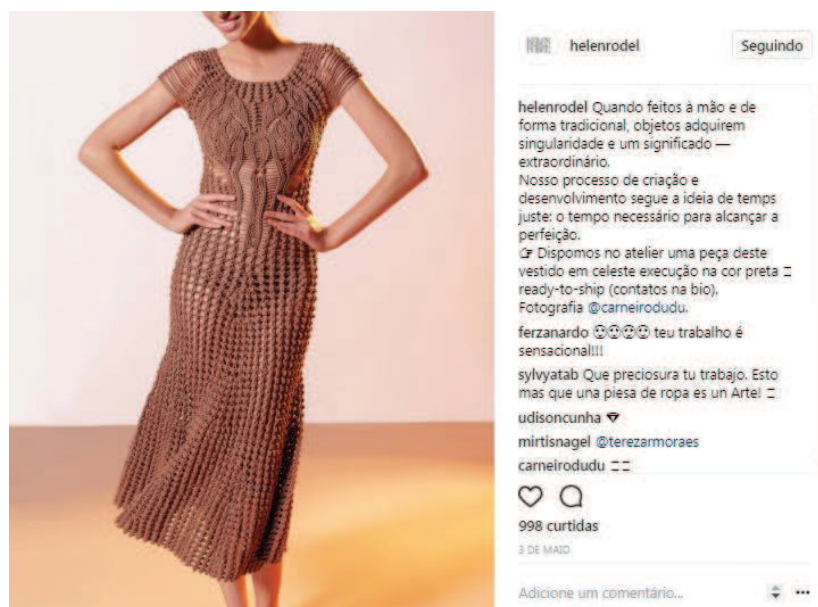 helenrodel
Seguindo
helenrodel Quando feitos à mão e de
forma tradicional, objetos adquirem
singularidade e um significado —
extraordinário.
Nosso processo de criação e
desenvolvimento segue a ideia de temps
juste: o tempo necessário para alcançar a
perfeição.
👉 Dispomos no atelier uma peça deste
vestido em celeste execução na cor preta
ready-to-ship (contatos na bio).
Fotografia @carneirodudu.
ferzanardo teu trabalho é
sensacional!!!
sylvyatab Que preciosura tu trabajo. Esto
mas que una piesa de ropa es un Arte!
udisoncunha
mirtisnagel @terezarmoraes
carneirodudu
998 curtidas
3 DE MAIO
Adicione um comentário...